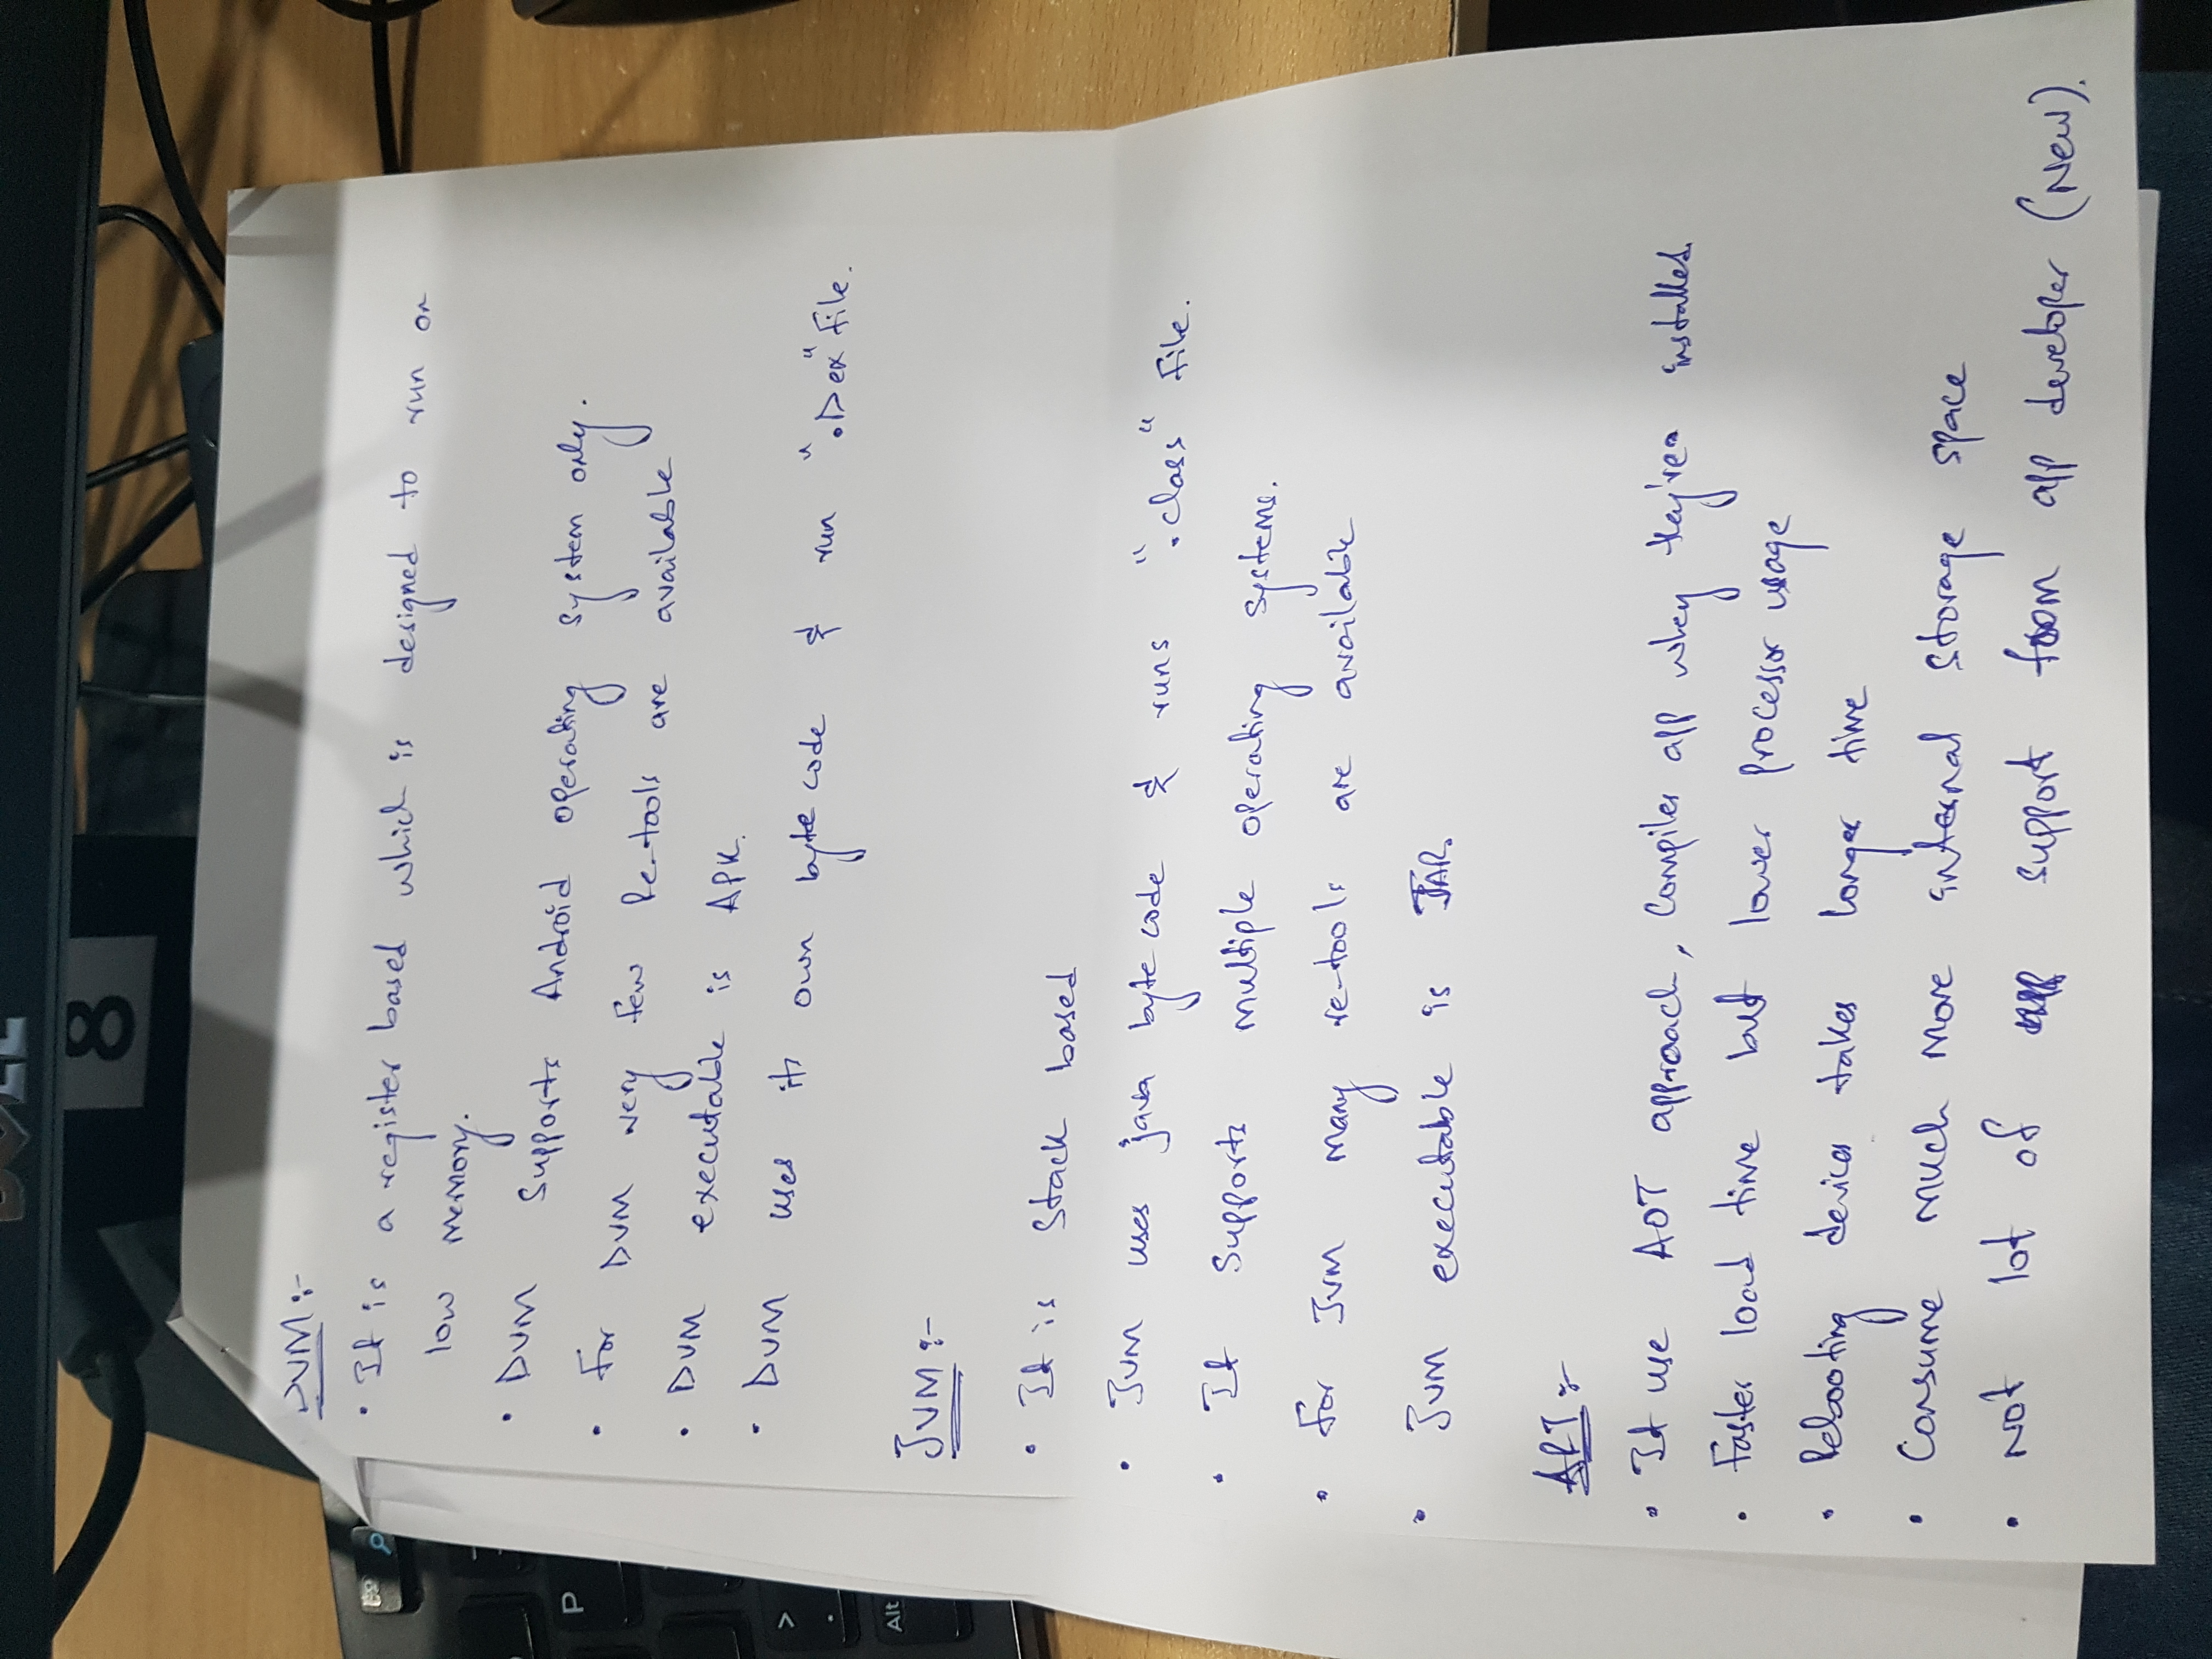 DELL
8
P
>
.
Alt
DVM :-
• It is a register based which is designed to run on
low memory.
• DVM Supports Android operating system only.
• For DVM very few Re-tools are available
• DVM executable is APK.
• DVM uses its own byte code & run ".Dex" file.
JVM :-
• It is Stack based
• JVM uses java byte code & runs ".class" file.
• It Supports multiple operating systems.
• For JVM many re-tools are available
• JVM executable is JAR.
ART :-
• It use AOT approach, Compiles app they're installed.
• Faster load time but lower processor usage
• Rebooting devices takes longer time
• Consume much more internal storage space
• Not lot of support from app developer (New).